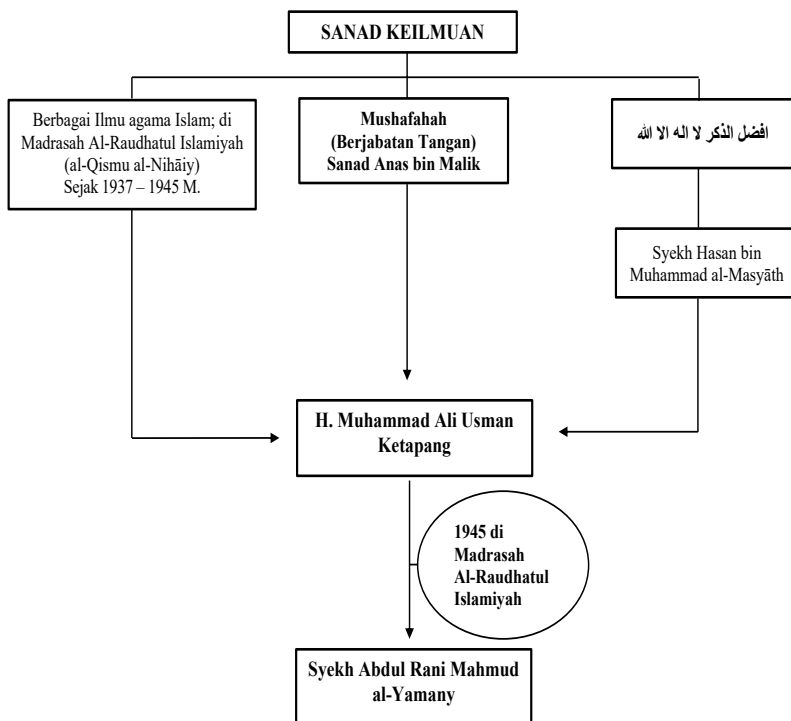 SANAD KEILMUAN
Berbagai Ilmu agama Islam; di
Madrasah Al-Raudhatul Islamiyah
(al-Qismu al-Nihāiy)
Sejak 1937 – 1945 M.
Mushafahah
(Berjabatan Tangan)
Sanad Anas bin Malik
افضل الذكر لا اله الا الله
Syekh Hasan bin
Muhammad al-Masyāth
H. Muhammad Ali Usman
Ketapang
1945 di
Madrasah
Al-Raudhatul
Islamiyah
Syekh Abdul Rani Mahmud
al-Yamany